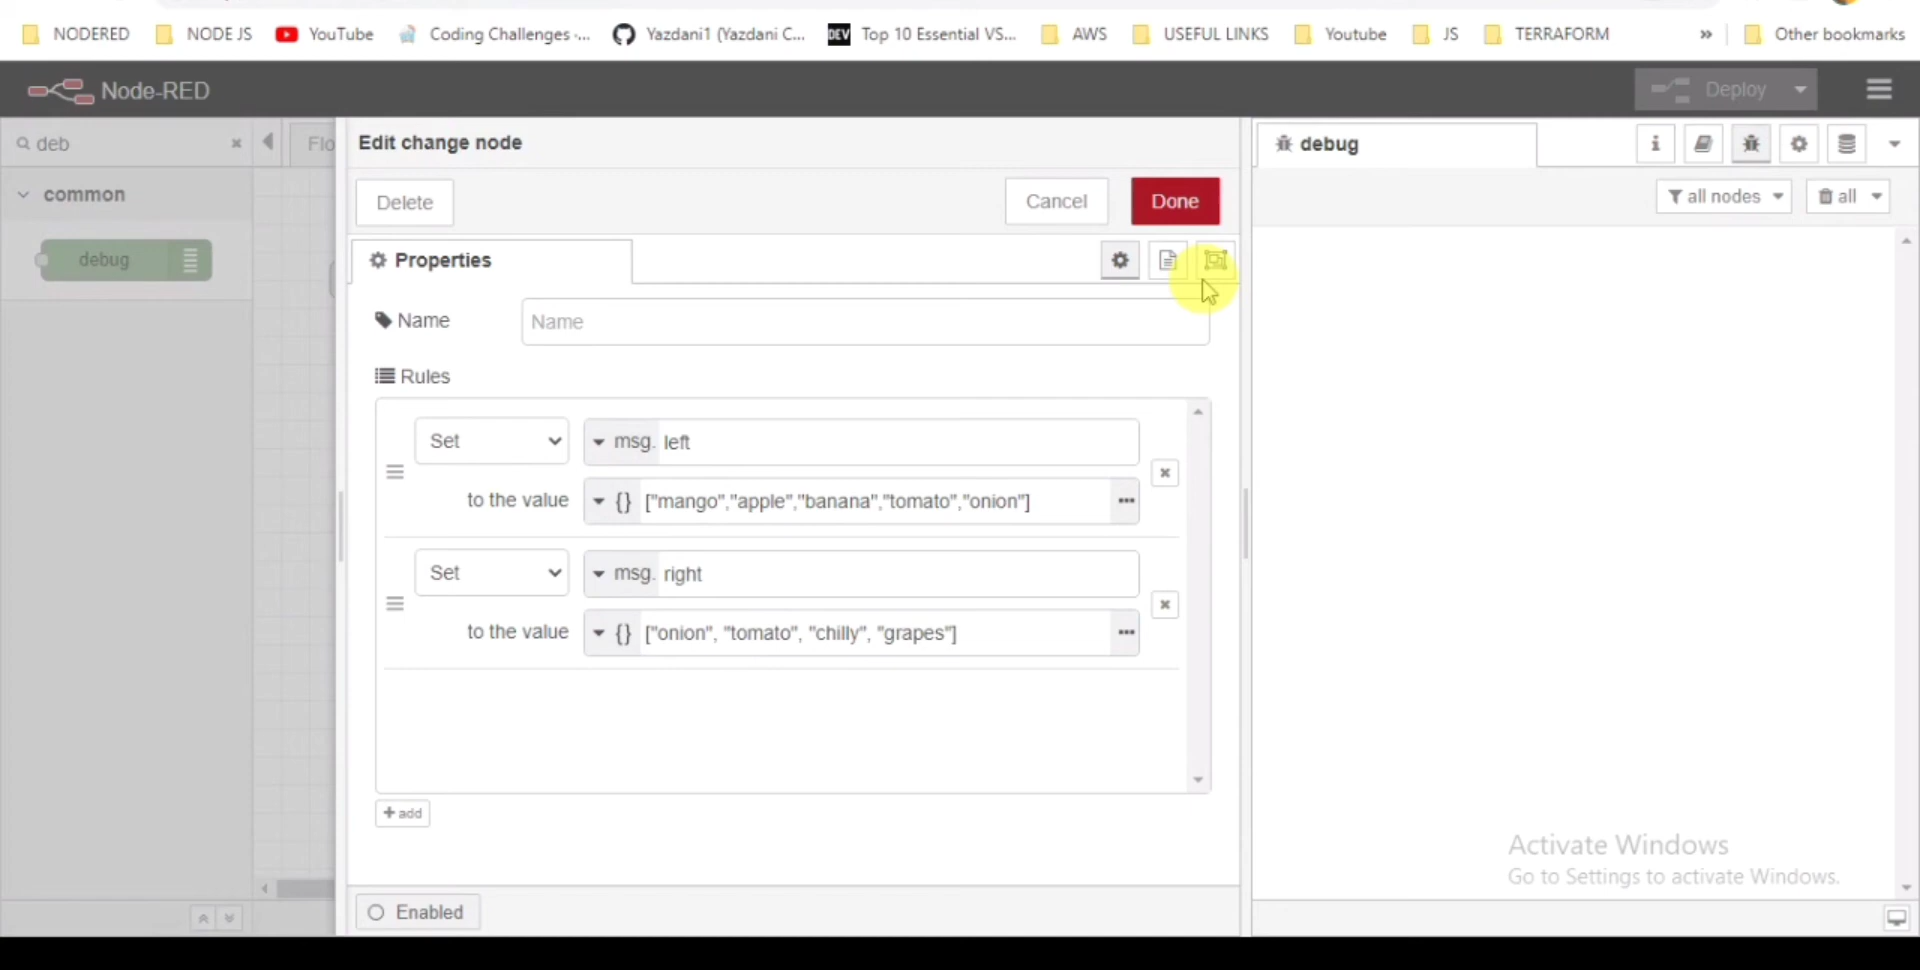 NODERED NODE JS YouTube Coding Challenges -... Yazdani1 (Yazdani C... DEV Top 10 Essential VS... AWS USEFUL LINKS Youtube JS TERRAFORM » Other bookmarks
Node-RED Deploy
deb Flo Edit change node debug
common Delete Cancel Done all nodes all
debug Properties
Name Name
Rules
Set msg. left
to the value {} ["mango","apple","banana","tomato","onion"] •••
Set msg. right
to the value {} ["onion", "tomato", "chilly", "grapes"] •••
+ add
Activate Windows
Go to Settings to activate Windows.
Enabled